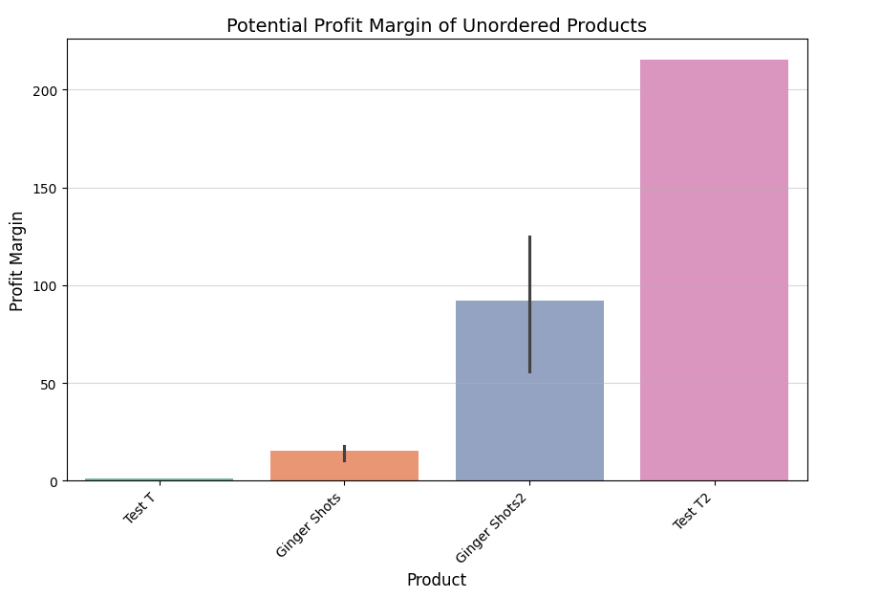 Potential Profit Margin of Unordered Products
Profit Margin
200
150
100
50
0
Test T
Ginger Shots
Ginger Shots2
Test T2
Product